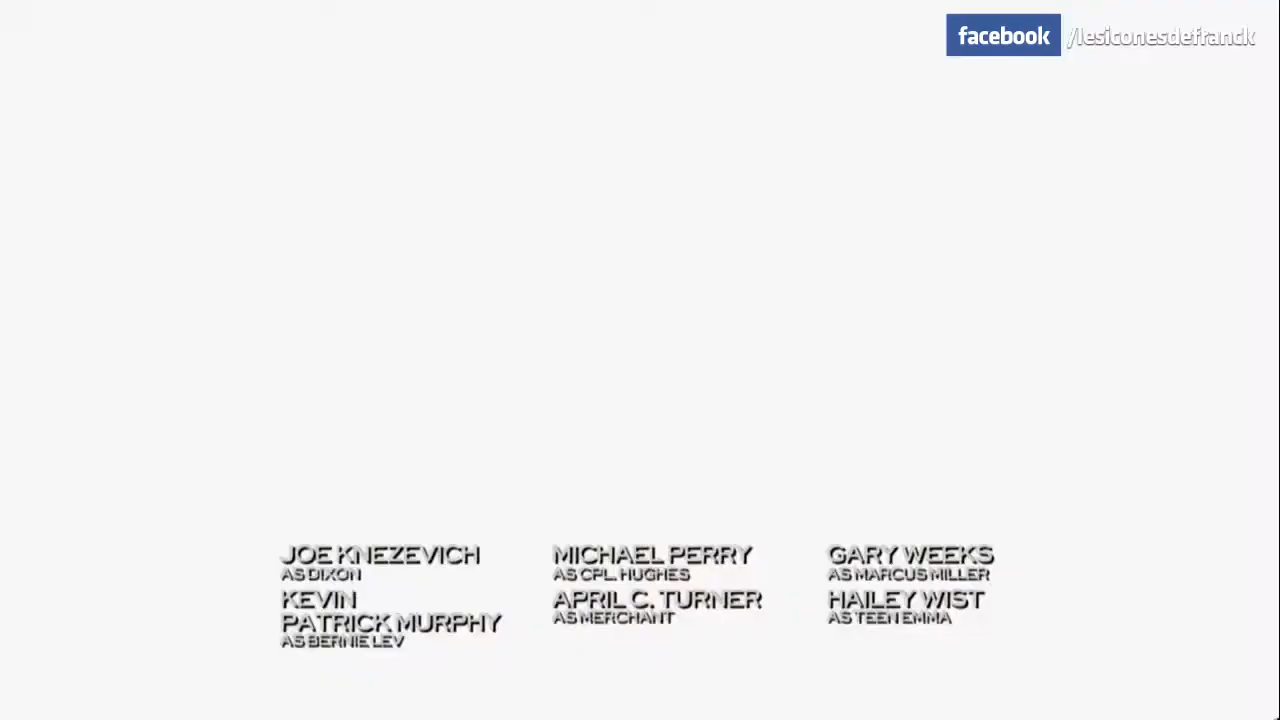 facebook /lesiconesdefranck
JOE KNEZEVICH
AS DIXON
KEVIN
PATRICK MURPHY
AS BERNIE LEV
MICHAEL PERRY
AS CPL. HUGHES
APRIL C. TURNER
AS MERCHANT
GARY WEEKS
AS MARCUS MILLER
HAILEY WIST
AS TEEN EMMA